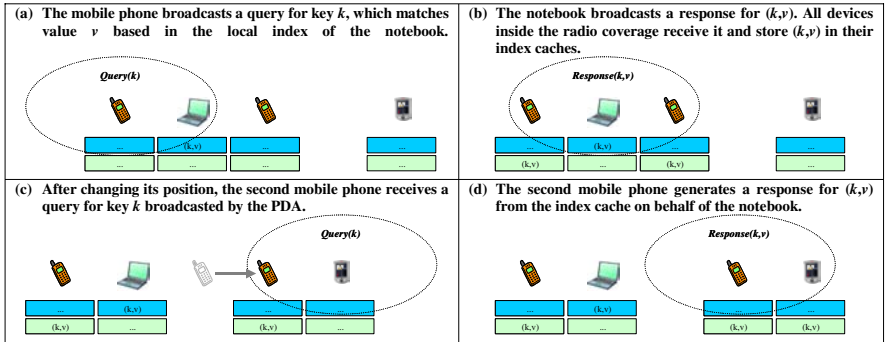 (a) The mobile phone broadcasts a query for key k, which matches
value v based in the local index of the notebook.
Query(k)
... (k,v) ... ...
... ... ... ...
(b) The notebook broadcasts a response for (k,v). All devices
inside the radio coverage receive it and store (k,v) in their
index caches.
Response(k,v)
... (k,v) ... ...
(k,v) ... (k,v) ...
(c) After changing its position, the second mobile phone receives a
query for key k broadcasted by the PDA.
Query(k)
... (k,v) ... ...
(k,v) ... (k,v) ...
(d) The second mobile phone generates a response for (k,v)
from the index cache on behalf of the notebook.
Response(k,v)
... (k,v) ... ...
(k,v) ... (k,v) (k,v)